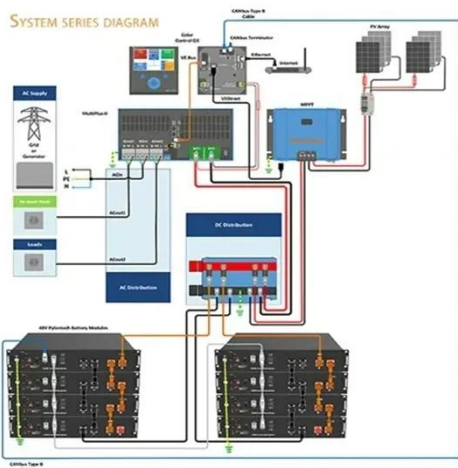 SYSTEM SERIES DIAGRAM
CANbus Type B
Cable
Color
Control GX
CANbus Terminator
PV Array
Ethernet
VE Bus
Internet
AC Supply
MultiPlus-II
VE Direct
MPPT
Grid
or
Generator
L
PE
N
ACin
ACout1
DC Distribution
Loads
ACout2
AC Distribution
48V Pylontech Battery Modules
CANbus Type B